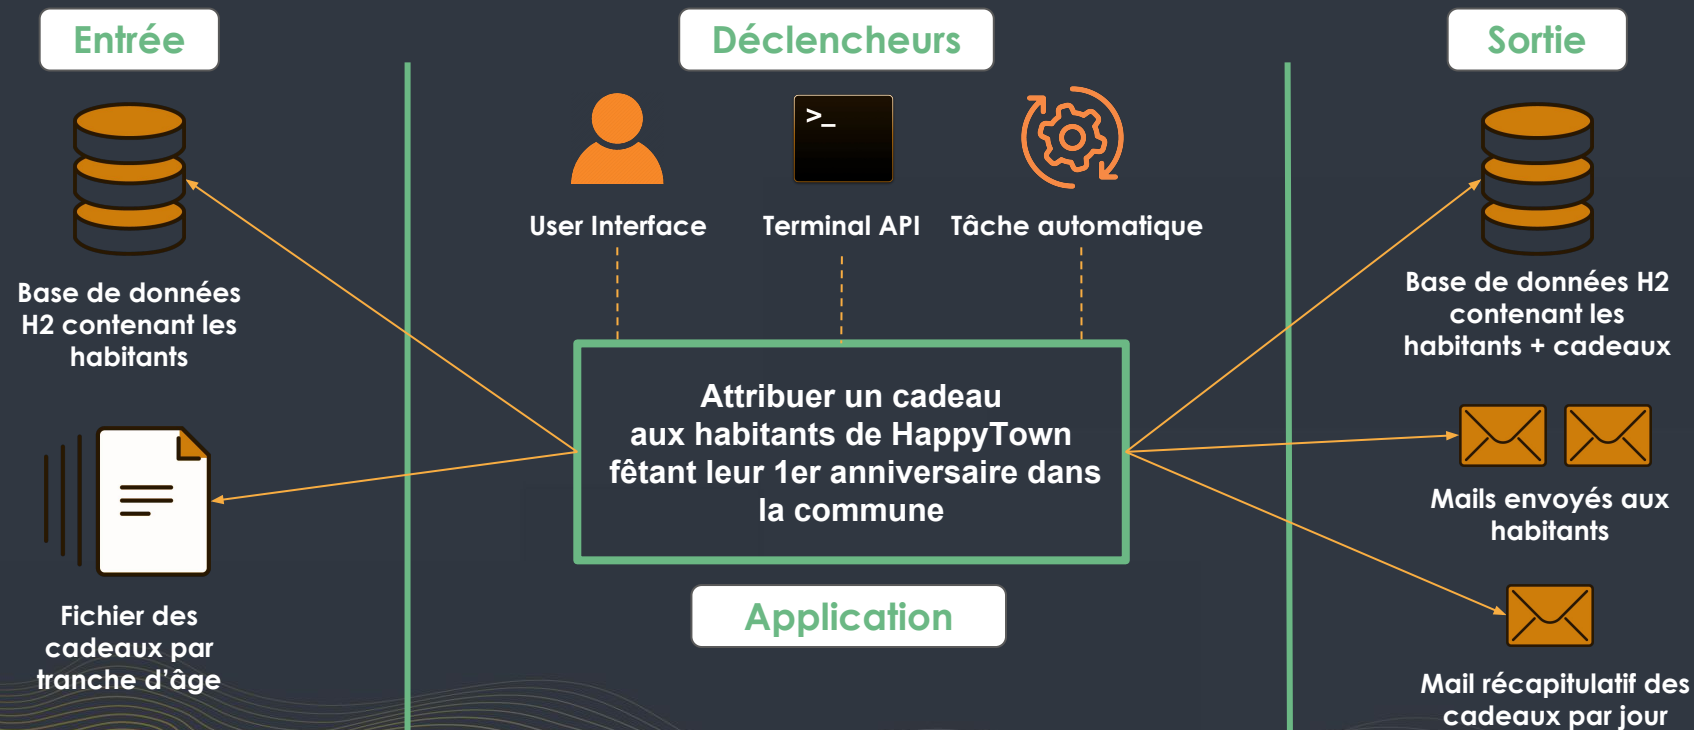 Entrée
Déclencheurs
Sortie
>_
User Interface
Terminal API
Tâche automatique
Base de données
H2 contenant les
habitants
Base de données H2
contenant les
habitants + cadeaux
Attribuer un cadeau
aux habitants de HappyTown
fêtant leur 1er anniversaire dans
la commune
Mails envoyés aux
habitants
Fichier des
cadeaux par
tranche d'âge
Application
Mail récapitulatif des
cadeaux par jour